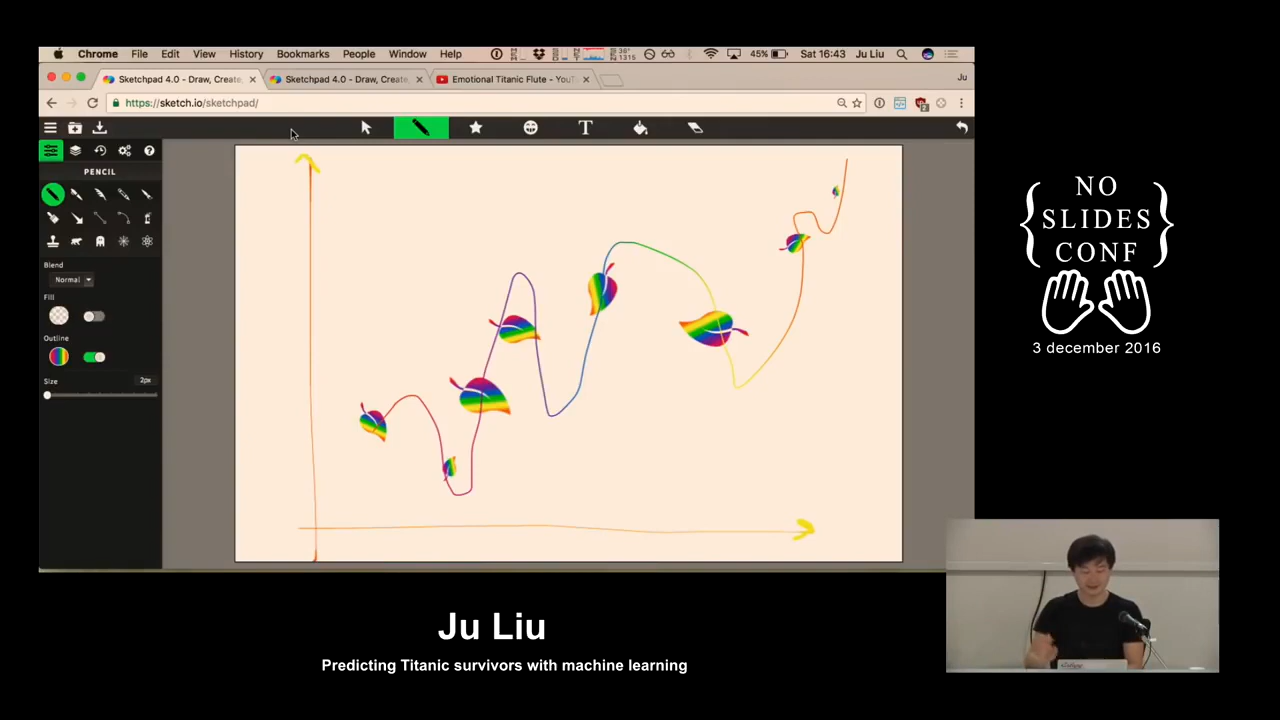 Chrome File Edit View History Bookmarks People Window Help 45% Sat 16:43 Ju Liu
Sketchpad 4.0 - Draw, Create, Sketchpad 4.0 - Draw, Create, Emotional Titanic Flute - YouT Ju
https://sketch.io/sketchpad/
T
PENCIL
Blend
Normal
Fill
Outline
Size 2px
NO
SLIDES
CONF
3 december 2016
Ju Liu
Predicting Titanic survivors with machine learning